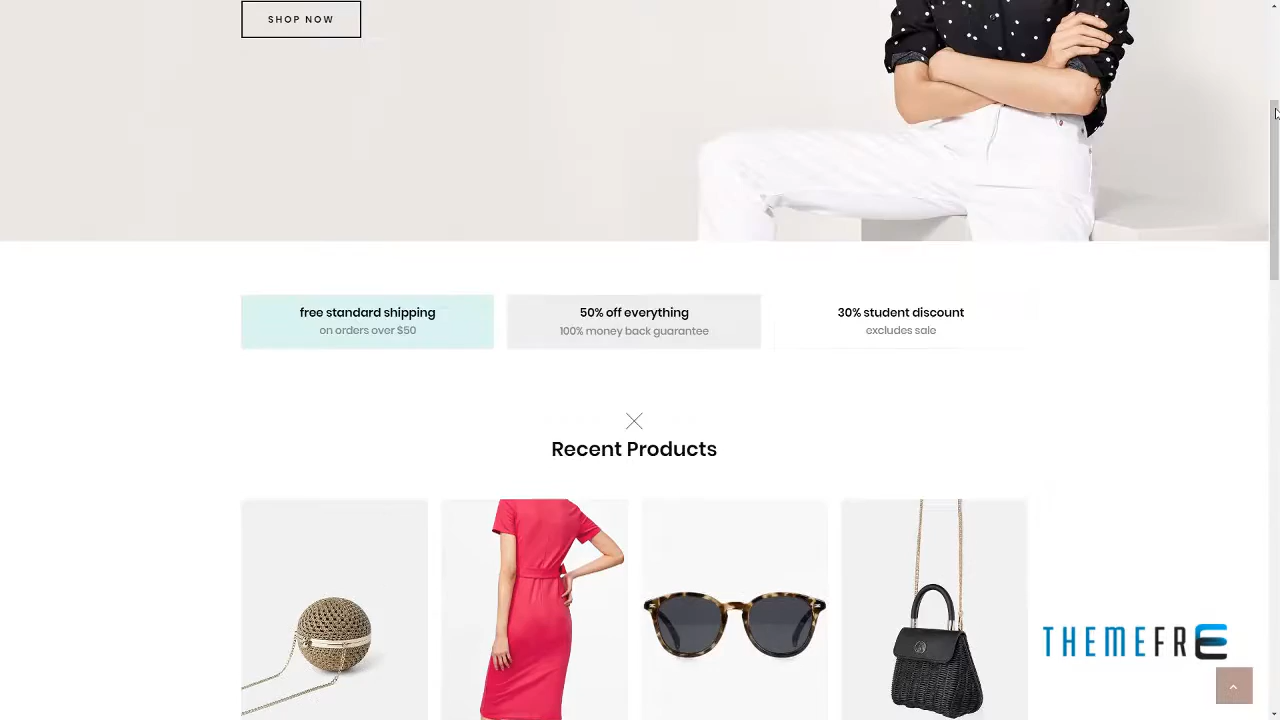 SHOP NOW
free standard shipping
on orders over $50
50% off everything
100% money back guarantee
30% student discount
excludes sale
Recent Products
THEMEFRE